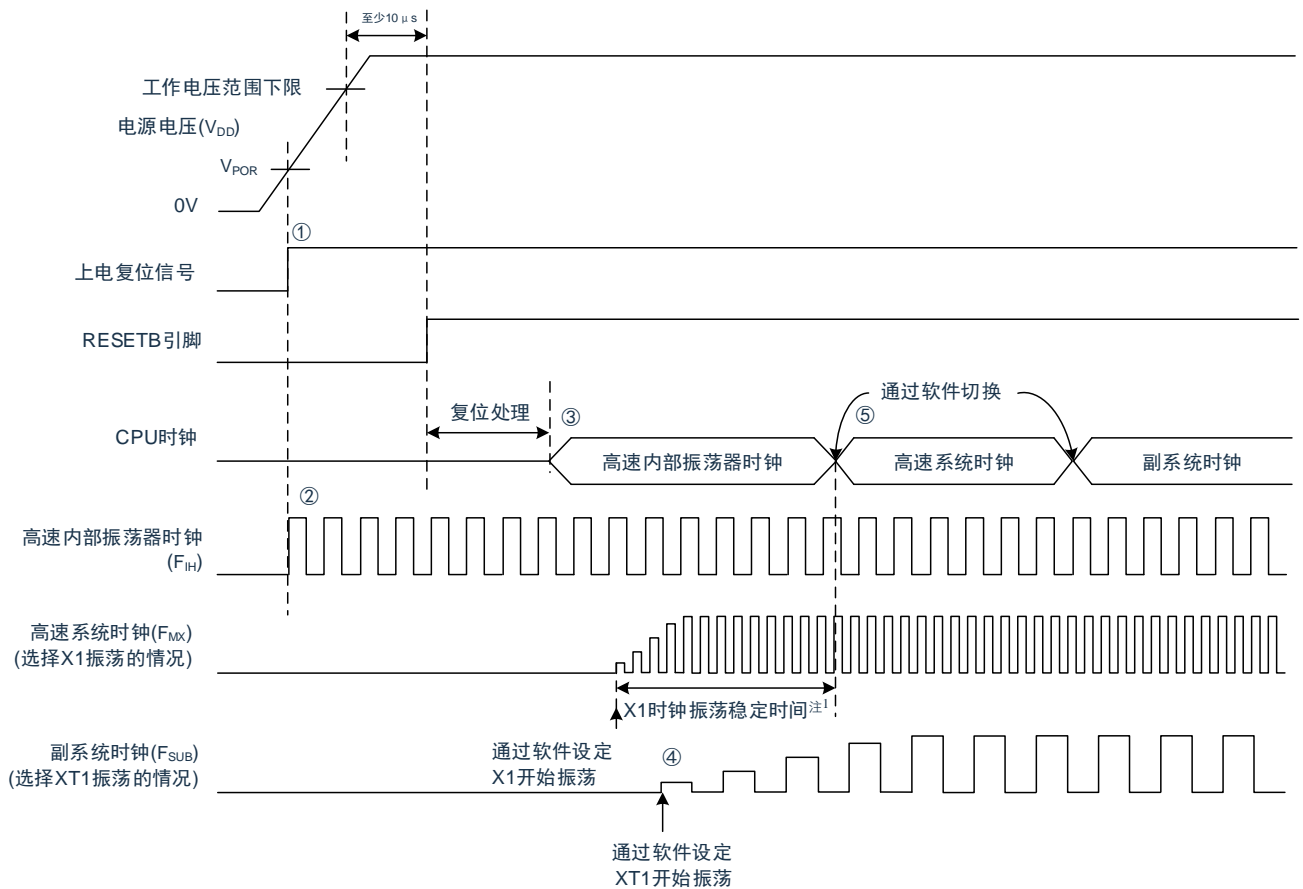 至少10μs
工作电压范围下限
电源电压(VDD)
VPOR
0V
①
上电复位信号
RESETB引脚
复位处理
③
通过软件切换
⑤
CPU时钟
高速内部振荡器时钟
高速系统时钟
副系统时钟
②
高速内部振荡器时钟
(FIH)
高速系统时钟(FMX)
(选择X1振荡的情况)
X1时钟振荡稳定时间注1
通过软件设定
X1开始振荡
④
副系统时钟(FSUB)
(选择XT1振荡的情况)
通过软件设定
XT1开始振荡